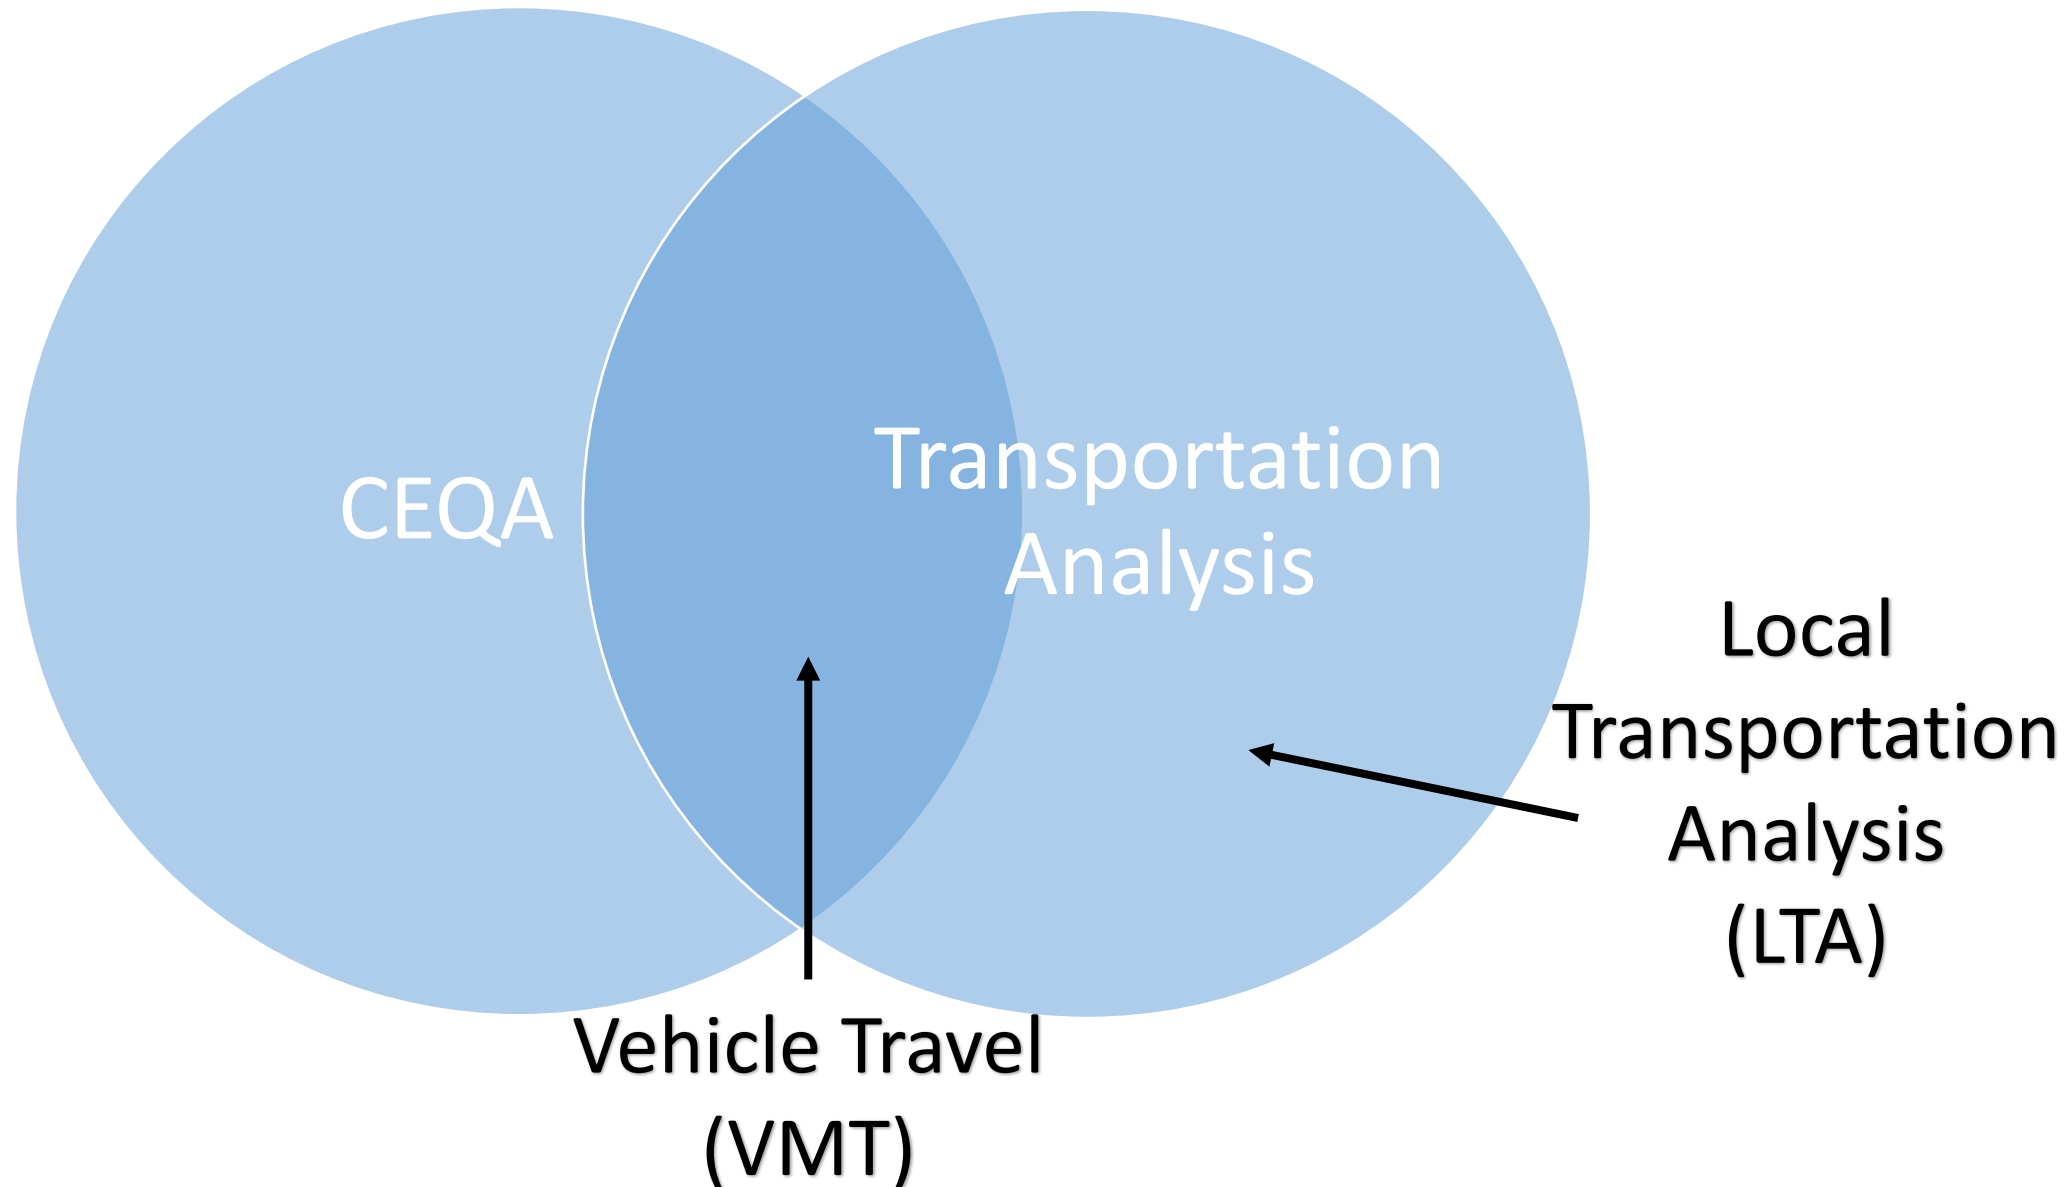 CEQA
Transportation
Analysis
Local
Transportation
Analysis
(LTA)
Vehicle Travel
(VMT)